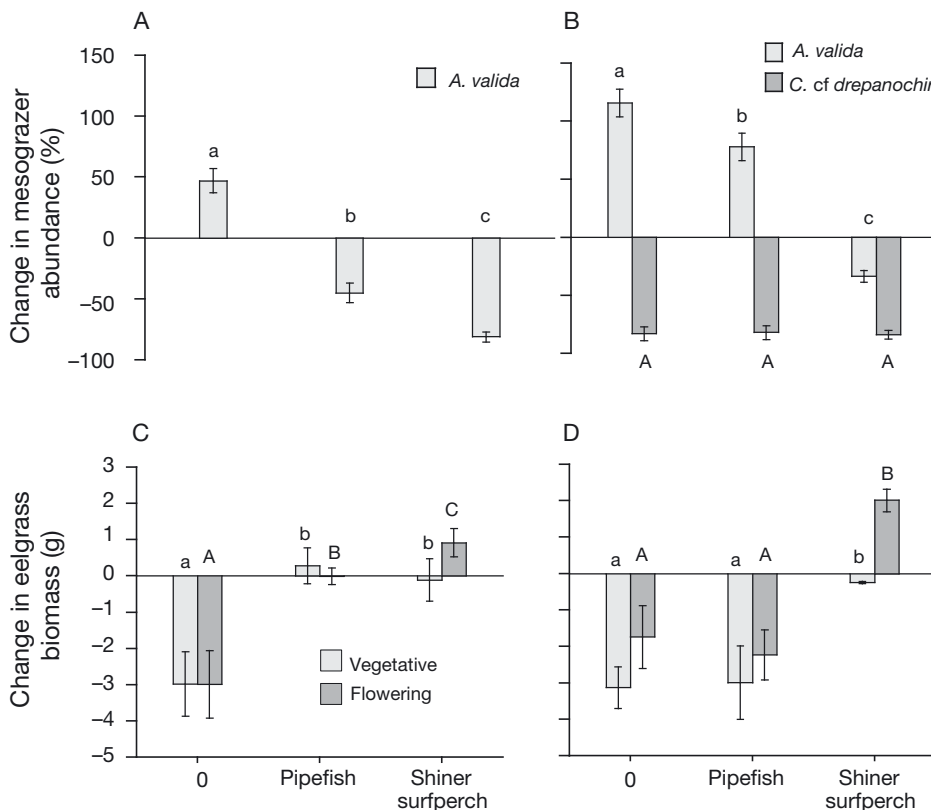 A
150
100
50
0
−50
−100
Change in mesograzer
abundance (%)
A. valida
a
b
c
B
A. valida
C. cf drepanochir
a
b
c
A
A
A
C
3
2
1
0
−1
−2
−3
−4
−5
Change in eelgrass
biomass (g)
a
A
b
B
b
C
Vegetative
Flowering
0
Pipefish
Shiner
surfperch
D
a
A
a
A
b
B
0
Pipefish
Shiner
surfperch